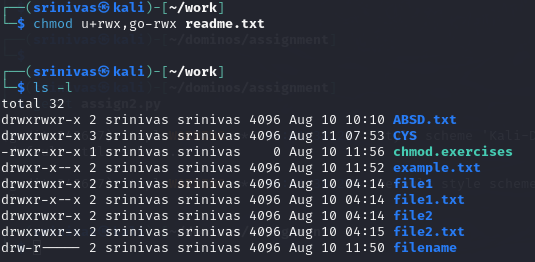 ┌──(srinivas㉿kali)-[~/work]
└─$ chmod u+rwx,go-rwx readme.txt
┌──(srinivas㉿kali)-[~/work]
└─$ ls -l
total 32
drwxrwxr-x 2 srinivas srinivas 4096 Aug 10 10:10 ABSD.txt
drwxrwxr-x 3 srinivas srinivas 4096 Aug 11 07:53 CYS
-rwxr-xr-x 1 srinivas srinivas    0 Aug 10 11:56 chmod.exercises
drwxr-x--x 2 srinivas srinivas 4096 Aug 10 11:52 example.txt
drwxrwxr-x 2 srinivas srinivas 4096 Aug 10 04:14 file1
drwxr-x--x 2 srinivas srinivas 4096 Aug 10 04:14 file1.txt
drwxrwxr-x 2 srinivas srinivas 4096 Aug 10 04:14 file2
drwxrwxr-x 2 srinivas srinivas 4096 Aug 10 04:15 file2.txt
drw-r----- 2 srinivas srinivas 4096 Aug 10 11:50 filename